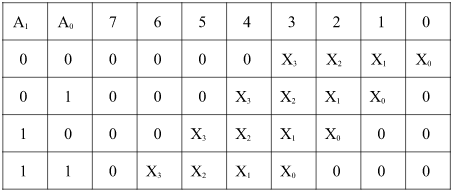 A₁ A₀ 7 6 5 4 3 2 1 0
0 0 0 0 0 0 X₃ X₂ X₁ X₀
0 1 0 0 0 X₃ X₂ X₁ X₀ 0
1 0 0 0 X₃ X₂ X₁ X₀ 0 0
1 1 0 X₃ X₂ X₁ X₀ 0 0 0